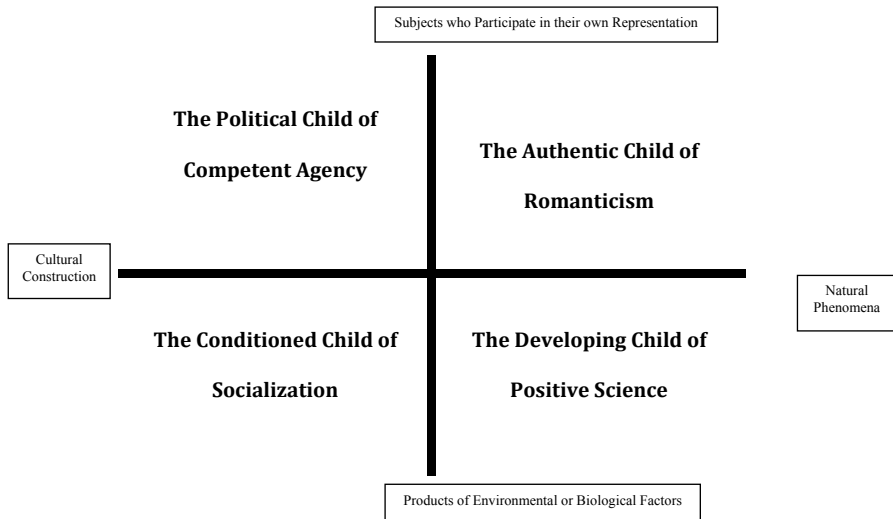 Subjects who Participate in their own Representation
The Political Child of
Competent Agency
The Authentic Child of
Romanticism
Cultural
Construction
Natural
Phenomena
The Conditioned Child of
Socialization
The Developing Child of
Positive Science
Products of Environmental or Biological Factors